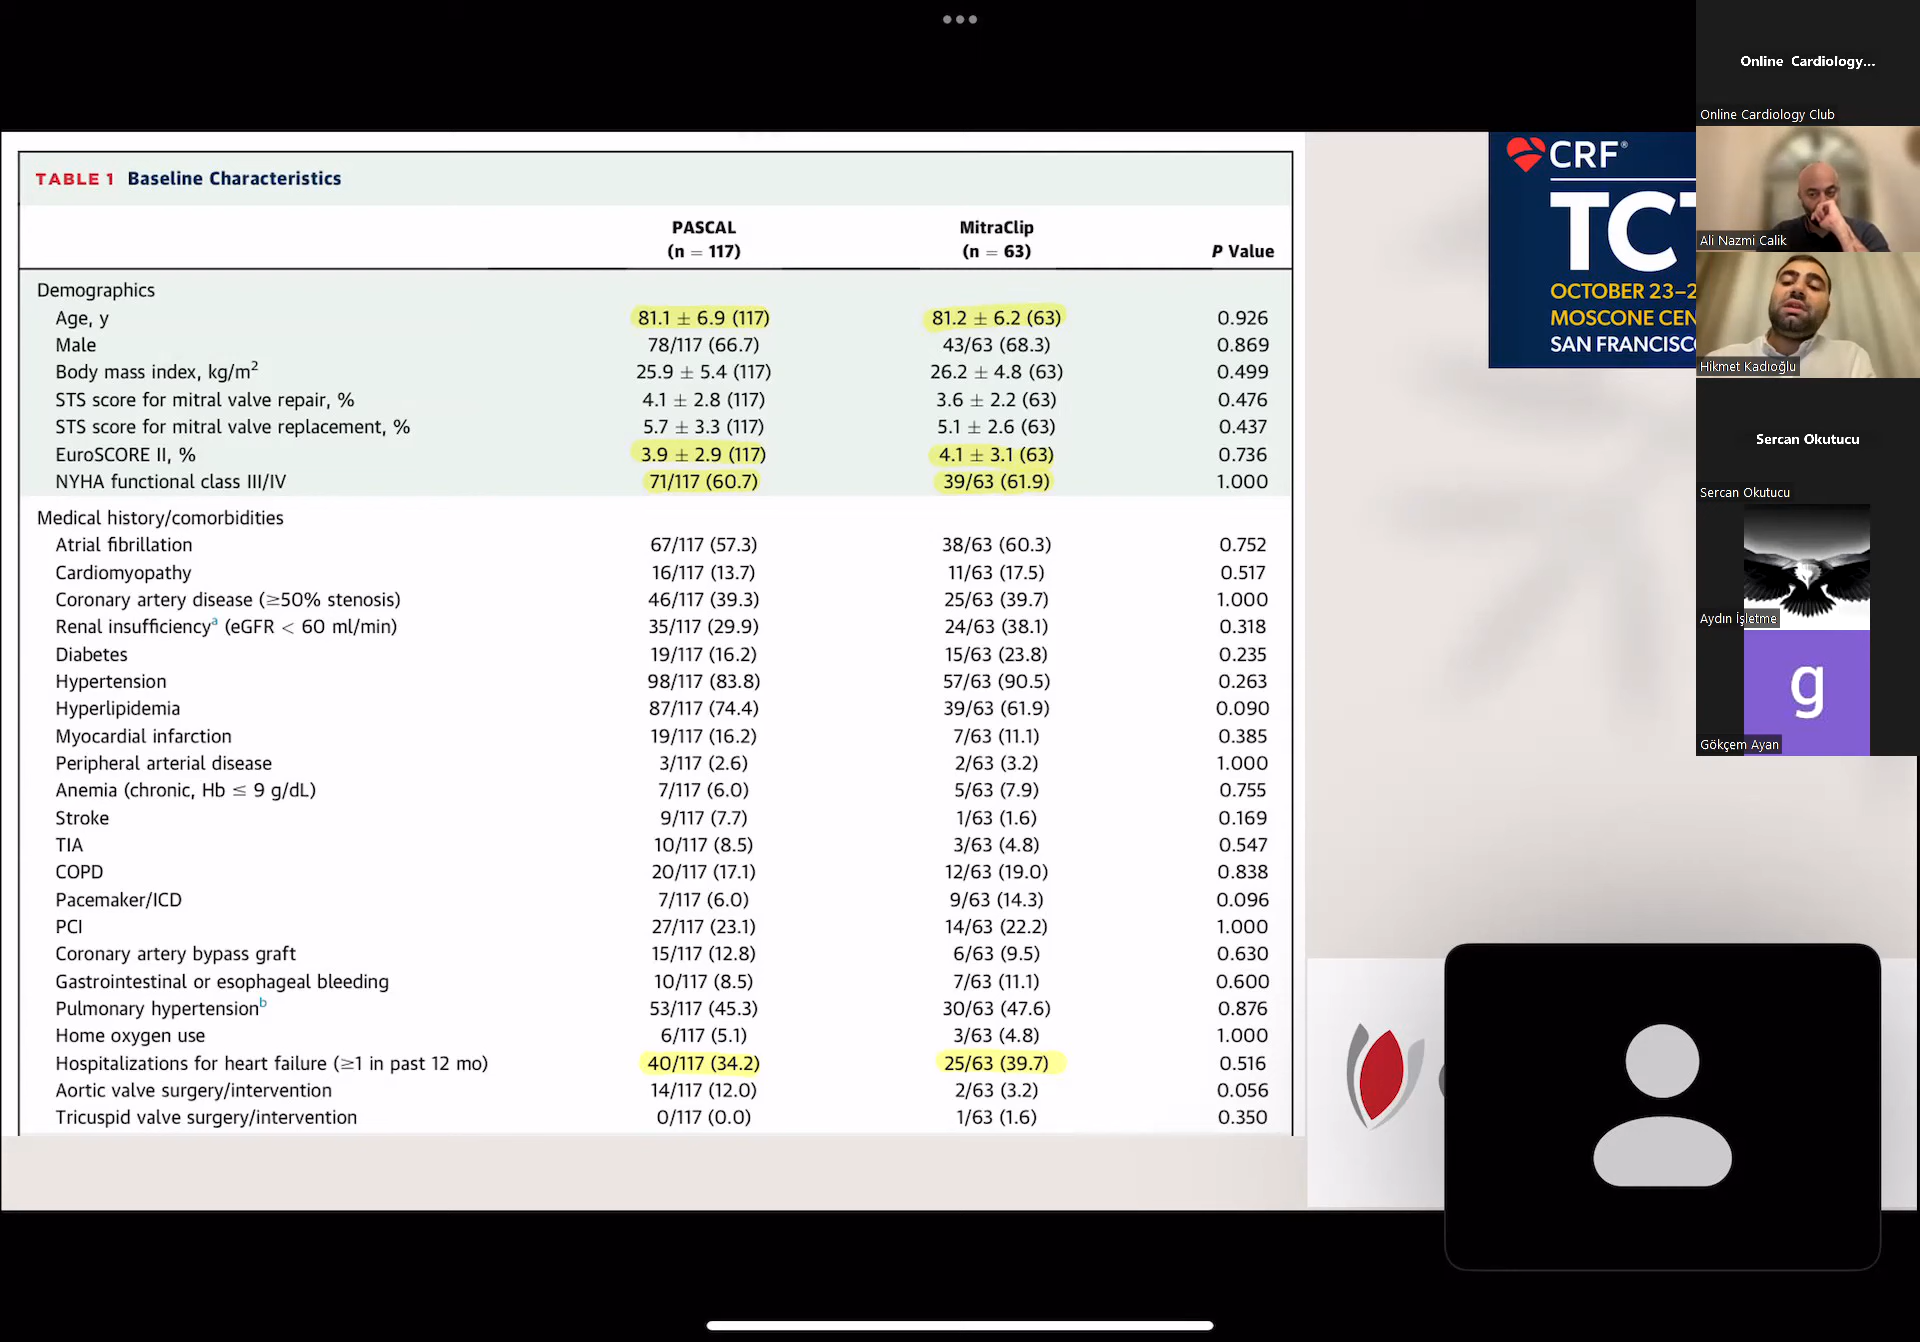 TABLE 1 Baseline Characteristics
PASCAL (n = 117) MitraClip (n = 63) P Value
Demographics
Age, y 81.1 ± 6.9 (117) 81.2 ± 6.2 (63) 0.926
Male 78/117 (66.7) 43/63 (68.3) 0.869
Body mass index, kg/m2 25.9 ± 5.4 (117) 26.2 ± 4.8 (63) 0.499
STS score for mitral valve repair, % 4.1 ± 2.8 (117) 3.6 ± 2.2 (63) 0.476
STS score for mitral valve replacement, % 5.7 ± 3.3 (117) 5.1 ± 2.6 (63) 0.437
EuroSCORE II, % 3.9 ± 2.9 (117) 4.1 ± 3.1 (63) 0.736
NYHA functional class III/IV 71/117 (60.7) 39/63 (61.9) 1.000
Medical history/comorbidities
Atrial fibrillation 67/117 (57.3) 38/63 (60.3) 0.752
Cardiomyopathy 16/117 (13.7) 11/63 (17.5) 0.517
Coronary artery disease (≥50% stenosis) 46/117 (39.3) 25/63 (39.7) 1.000
Renal insufficiencya (eGFR < 60 ml/min) 35/117 (29.9) 24/63 (38.1) 0.318
Diabetes 19/117 (16.2) 15/63 (23.8) 0.235
Hypertension 98/117 (83.8) 57/63 (90.5) 0.263
Hyperlipidemia 87/117 (74.4) 39/63 (61.9) 0.090
Myocardial infarction 19/117 (16.2) 7/63 (11.1) 0.385
Peripheral arterial disease 3/117 (2.6) 2/63 (3.2) 1.000
Anemia (chronic, Hb ≤ 9 g/dL) 7/117 (6.0) 5/63 (7.9) 0.755
Stroke 9/117 (7.7) 1/63 (1.6) 0.169
TIA 10/117 (8.5) 3/63 (4.8) 0.547
COPD 20/117 (17.1) 12/63 (19.0) 0.838
Pacemaker/ICD 7/117 (6.0) 9/63 (14.3) 0.096
PCI 27/117 (23.1) 14/63 (22.2) 1.000
Coronary artery bypass graft 15/117 (12.8) 6/63 (9.5) 0.630
Gastrointestinal or esophageal bleeding 10/117 (8.5) 7/63 (11.1) 0.600
Pulmonary hypertensionb 53/117 (45.3) 30/63 (47.6) 0.876
Home oxygen use 6/117 (5.1) 3/63 (4.8) 1.000
Hospitalizations for heart failure (≥1 in past 12 mo) 40/117 (34.2) 25/63 (39.7) 0.516
Aortic valve surgery/intervention 14/117 (12.0) 2/63 (3.2) 0.056
Tricuspid valve surgery/intervention 0/117 (0.0) 1/63 (1.6) 0.350
CRF®
TCT
OCTOBER 23–2
MOSCONE CEN
SAN FRANCISC
Online Cardiology...
Online Cardiology Club
Ali Nazmi Calik
Hikmet Kadıoğlu
Sercan Okutucu
Sercan Okutucu
Aydın İşletme
g
Gökçem Ayan